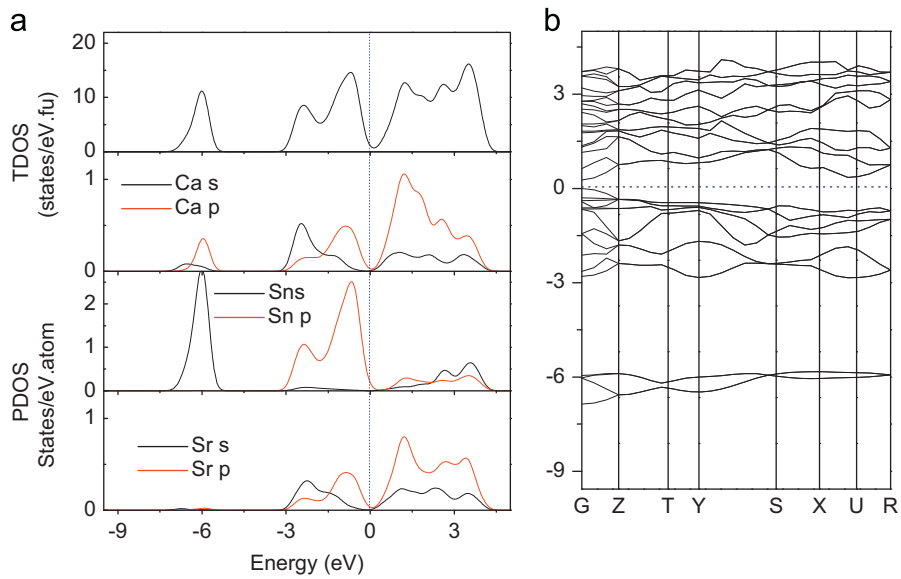 a
b
TDOS
(states/eV.fu)
20
10
0
Ca s
Ca p
1
0
PDOS
States/eV.atom
Sns
Sn p
2
1
0
Sr s
Sr p
1
0
-9 -6 -3 0 3
Energy (eV)
3
0
-3
-6
-9
G Z T Y S X U R